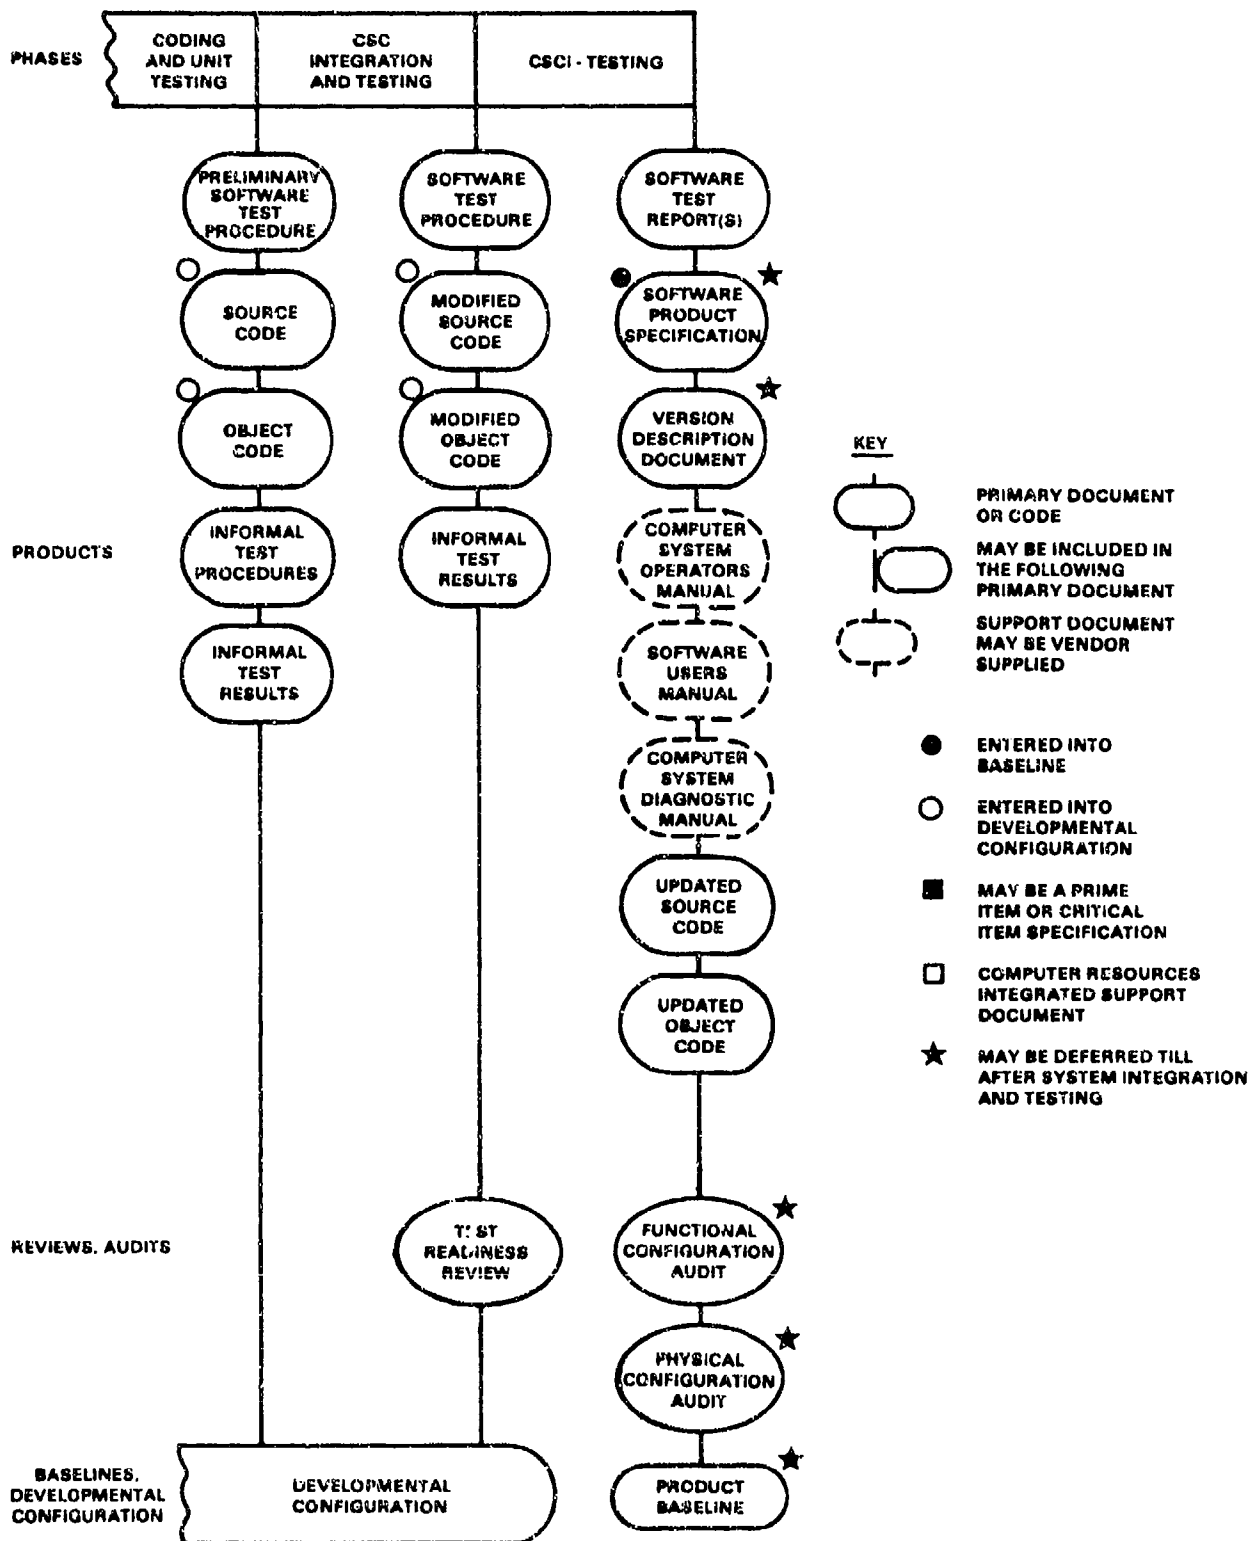 PHASES
CODING
AND UNIT
TESTING
CSC
INTEGRATION
AND TESTING
CSCI - TESTING
PRELIMINARY
SOFTWARE
TEST
PROCEDURE
SOURCE
CODE
OBJECT
CODE
INFORMAL
TEST
PROCEDURES
INFORMAL
TEST
RESULTS
SOFTWARE
TEST
PROCEDURE
MODIFIED
SOURCE
CODE
MODIFIED
OBJECT
CODE
INFORMAL
TEST
RESULTS
SOFTWARE
TEST
REPORT(S)
SOFTWARE
PRODUCT
SPECIFICATION
VERSION
DESCRIPTION
DOCUMENT
COMPUTER
SYSTEM
OPERATORS
MANUAL
SOFTWARE
USERS
MANUAL
COMPUTER
SYSTEM
DIAGNOSTIC
MANUAL
UPDATED
SOURCE
CODE
UPDATED
OBJECT
CODE
PRODUCTS
KEY
PRIMARY DOCUMENT
OR CODE
MAY BE INCLUDED IN
THE FOLLOWING
PRIMARY DOCUMENT
SUPPORT DOCUMENT
MAY BE VENDOR
SUPPLIED
ENTERED INTO
BASELINE
ENTERED INTO
DEVELOPMENTAL
CONFIGURATION
MAY BE A PRIME
ITEM OR CRITICAL
ITEM SPECIFICATION
COMPUTER RESOURCES
INTEGRATED SUPPORT
DOCUMENT
MAY BE DEFERRED TILL
AFTER SYSTEM INTEGRATION
AND TESTING
REVIEWS, AUDITS
TEST
READINESS
REVIEW
FUNCTIONAL
CONFIGURATION
AUDIT
PHYSICAL
CONFIGURATION
AUDIT
BASELINES,
DEVELOPMENTAL
CONFIGURATION
DEVELOPMENTAL
CONFIGURATION
PRODUCT
BASELINE